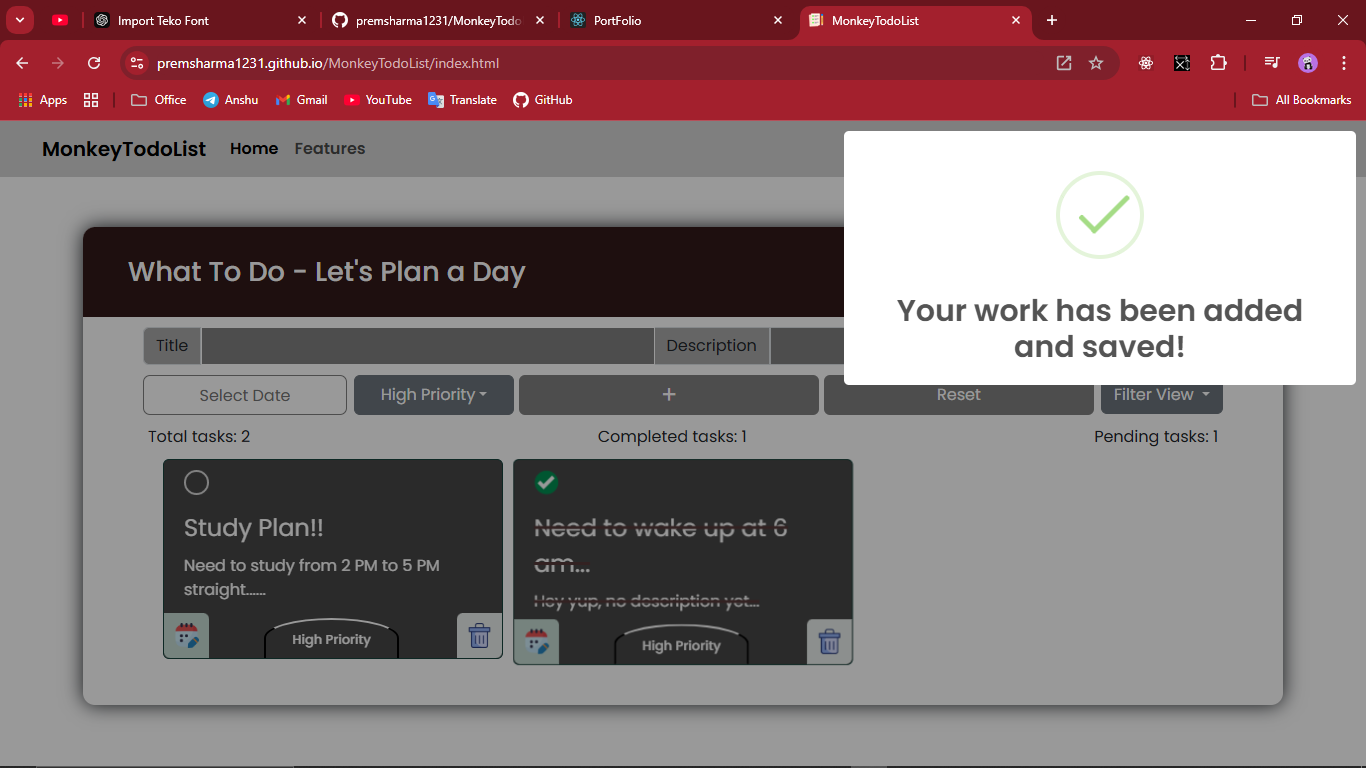 Import Teko Font
premsharma1231/MonkeyTodo
PortFolio
MonkeyTodoList
premsharma1231.github.io/MonkeyTodoList/index.html
Apps
Office
Anshu
Gmail
YouTube
Translate
GitHub
All Bookmarks
MonkeyTodoList
Home
Features
Your work has been added
and saved!
What To Do - Let's Plan a Day
Title
Description
Select Date
High Priority
+
Reset
Filter View
Total tasks: 2
Completed tasks: 1
Pending tasks: 1
Study Plan!!
Need to study from 2 PM to 5 PM
straight......
High Priority
Need to wake up at 6
am...
Hey yup, no description yet...
High Priority